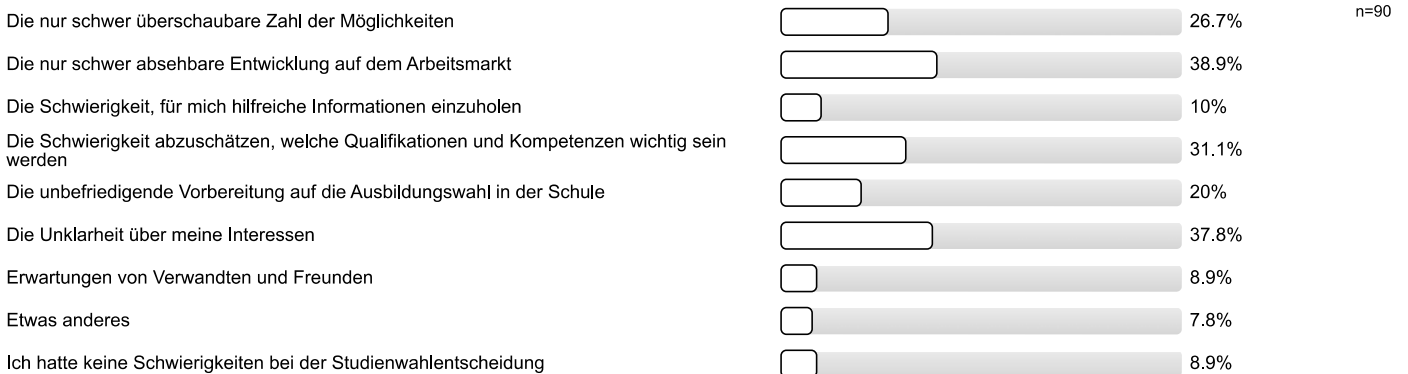 Die nur schwer überschaubare Zahl der Möglichkeiten 26.7% n=90
Die nur schwer absehbare Entwicklung auf dem Arbeitsmarkt 38.9%
Die Schwierigkeit, für mich hilfreiche Informationen einzuholen 10%
Die Schwierigkeit abzuschätzen, welche Qualifikationen und Kompetenzen wichtig sein
werden 31.1%
Die unbefriedigende Vorbereitung auf die Ausbildungswahl in der Schule 20%
Die Unklarheit über meine Interessen 37.8%
Erwartungen von Verwandten und Freunden 8.9%
Etwas anderes 7.8%
Ich hatte keine Schwierigkeiten bei der Studienwahlentscheidung 8.9%